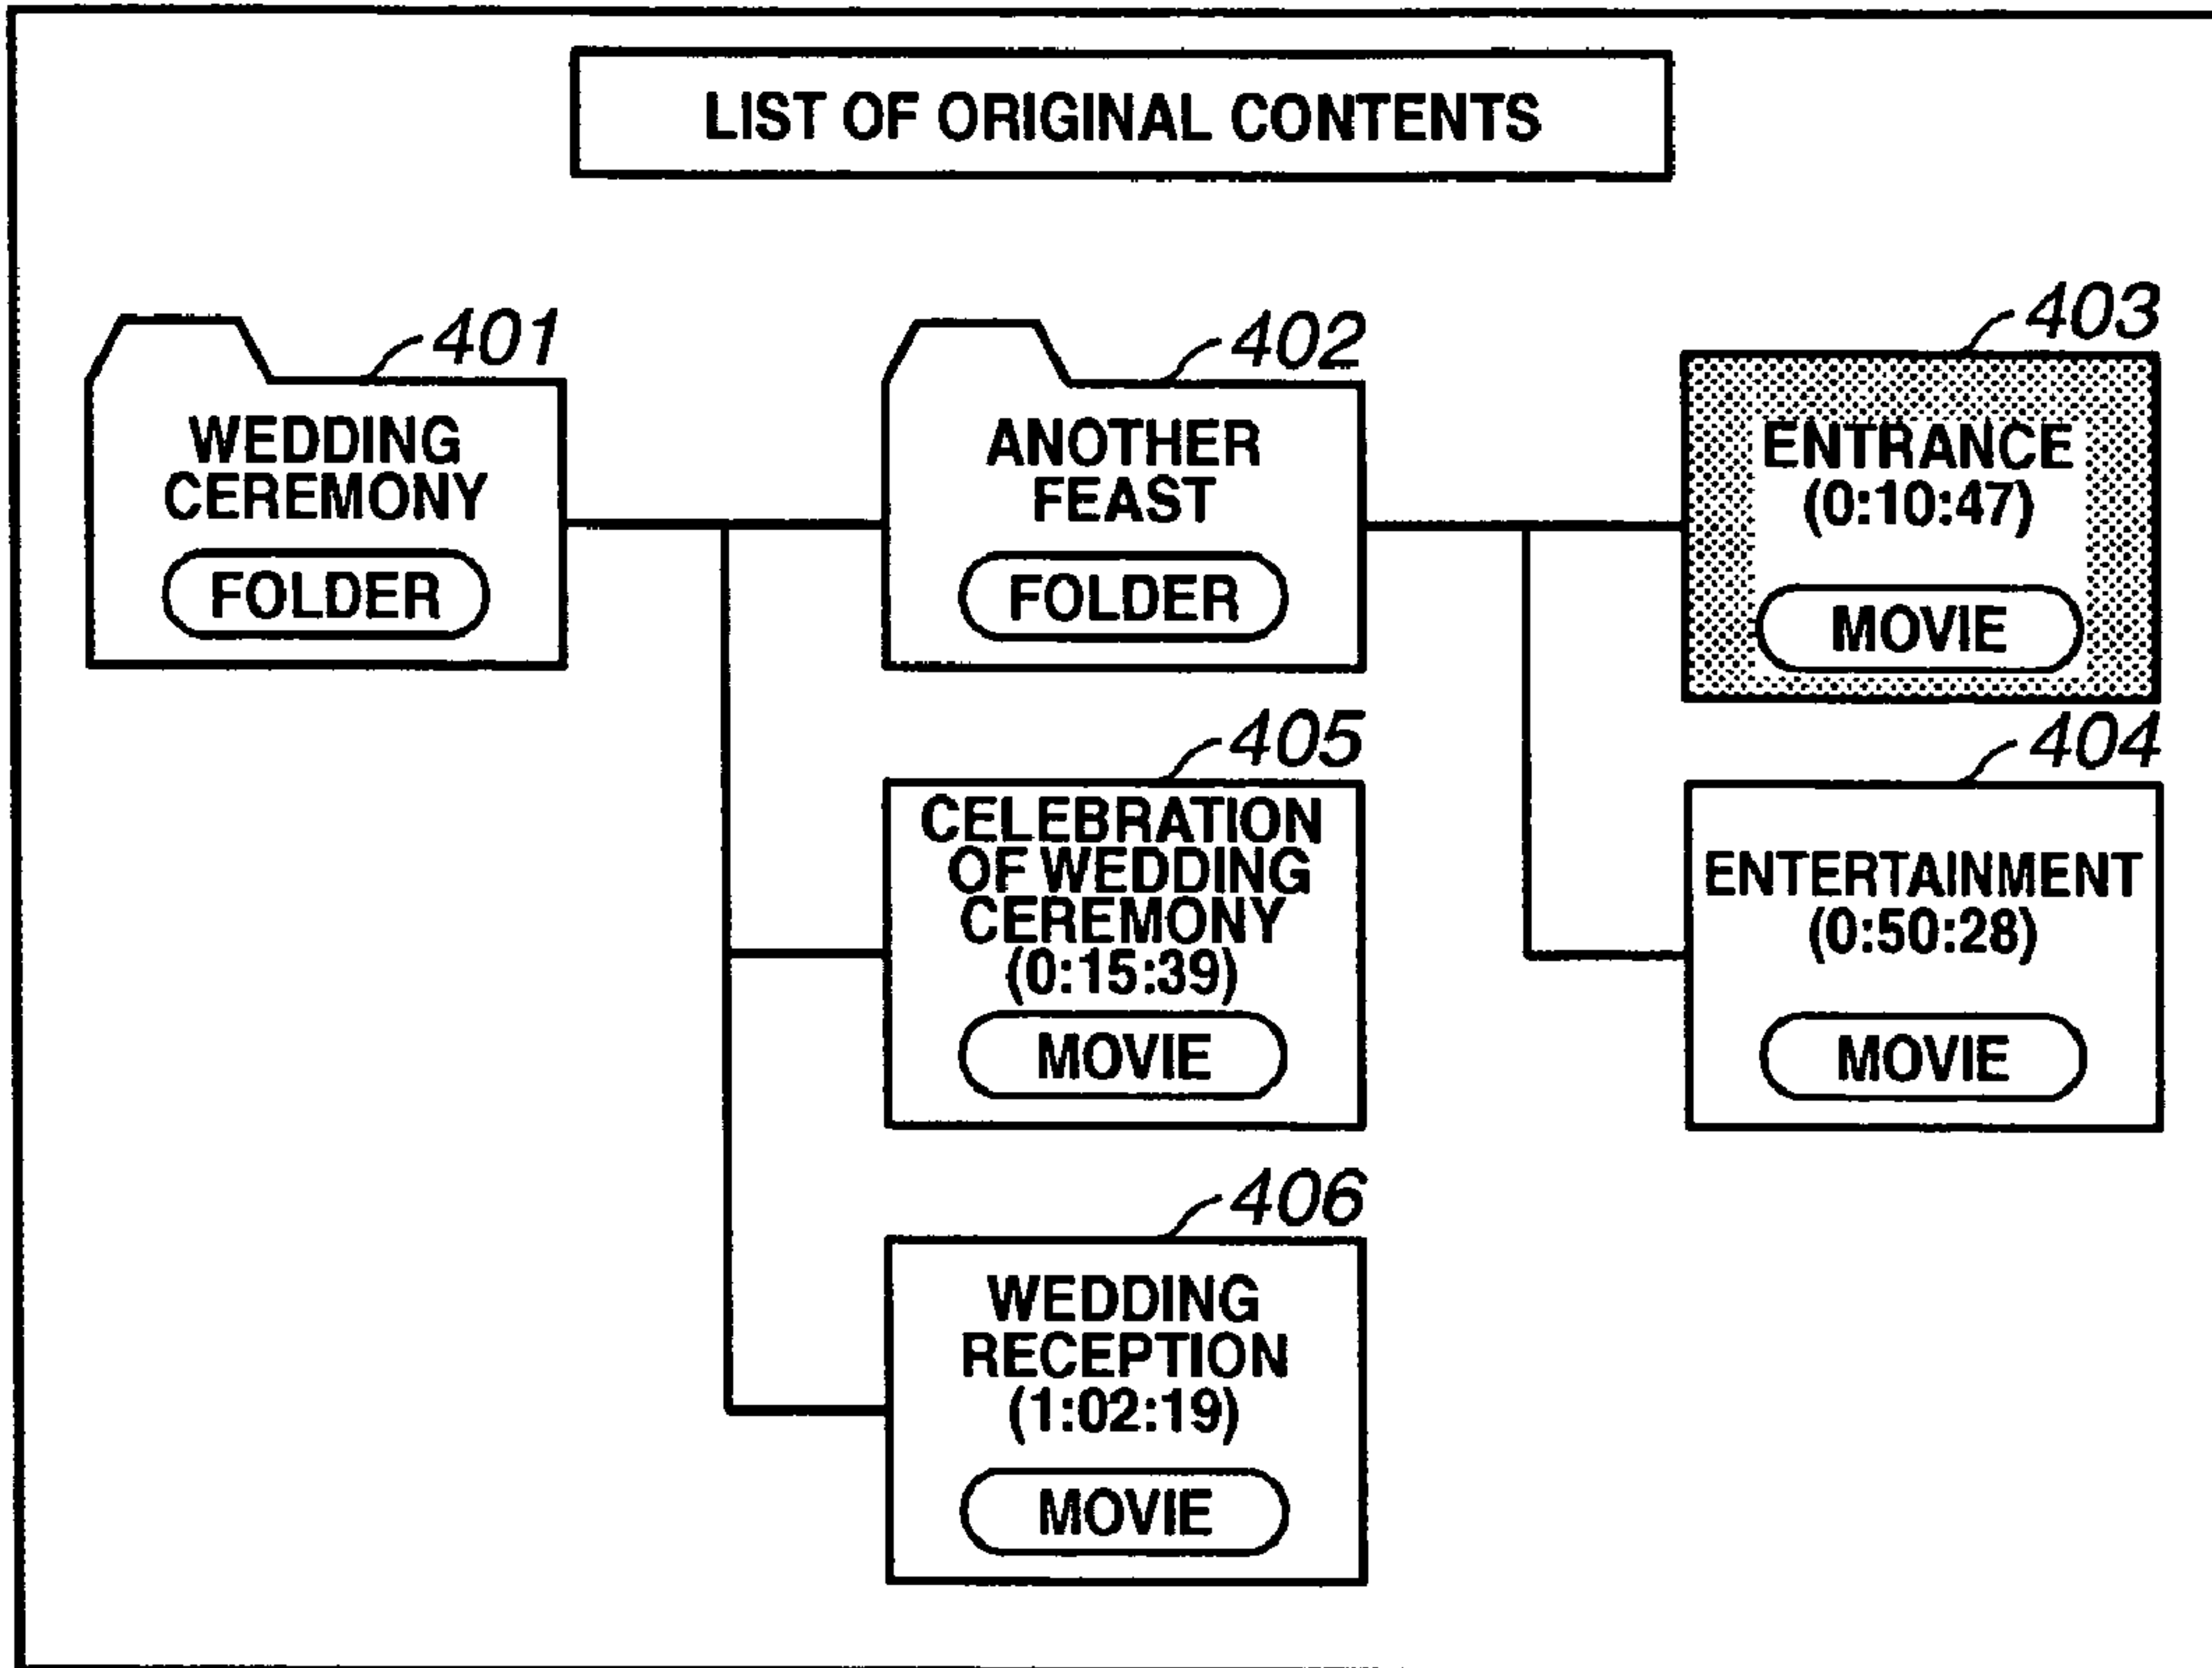 LIST OF ORIGINAL CONTENTS
401
WEDDING
CEREMONY
FOLDER
402
ANOTHER
FEAST
FOLDER
403
ENTRANCE
(0:10:47)
MOVIE
405
CELEBRATION
OF WEDDING
CEREMONY
(0:15:39)
MOVIE
404
ENTERTAINMENT
(0:50:28)
MOVIE
406
WEDDING
RECEPTION
(1:02:19)
MOVIE